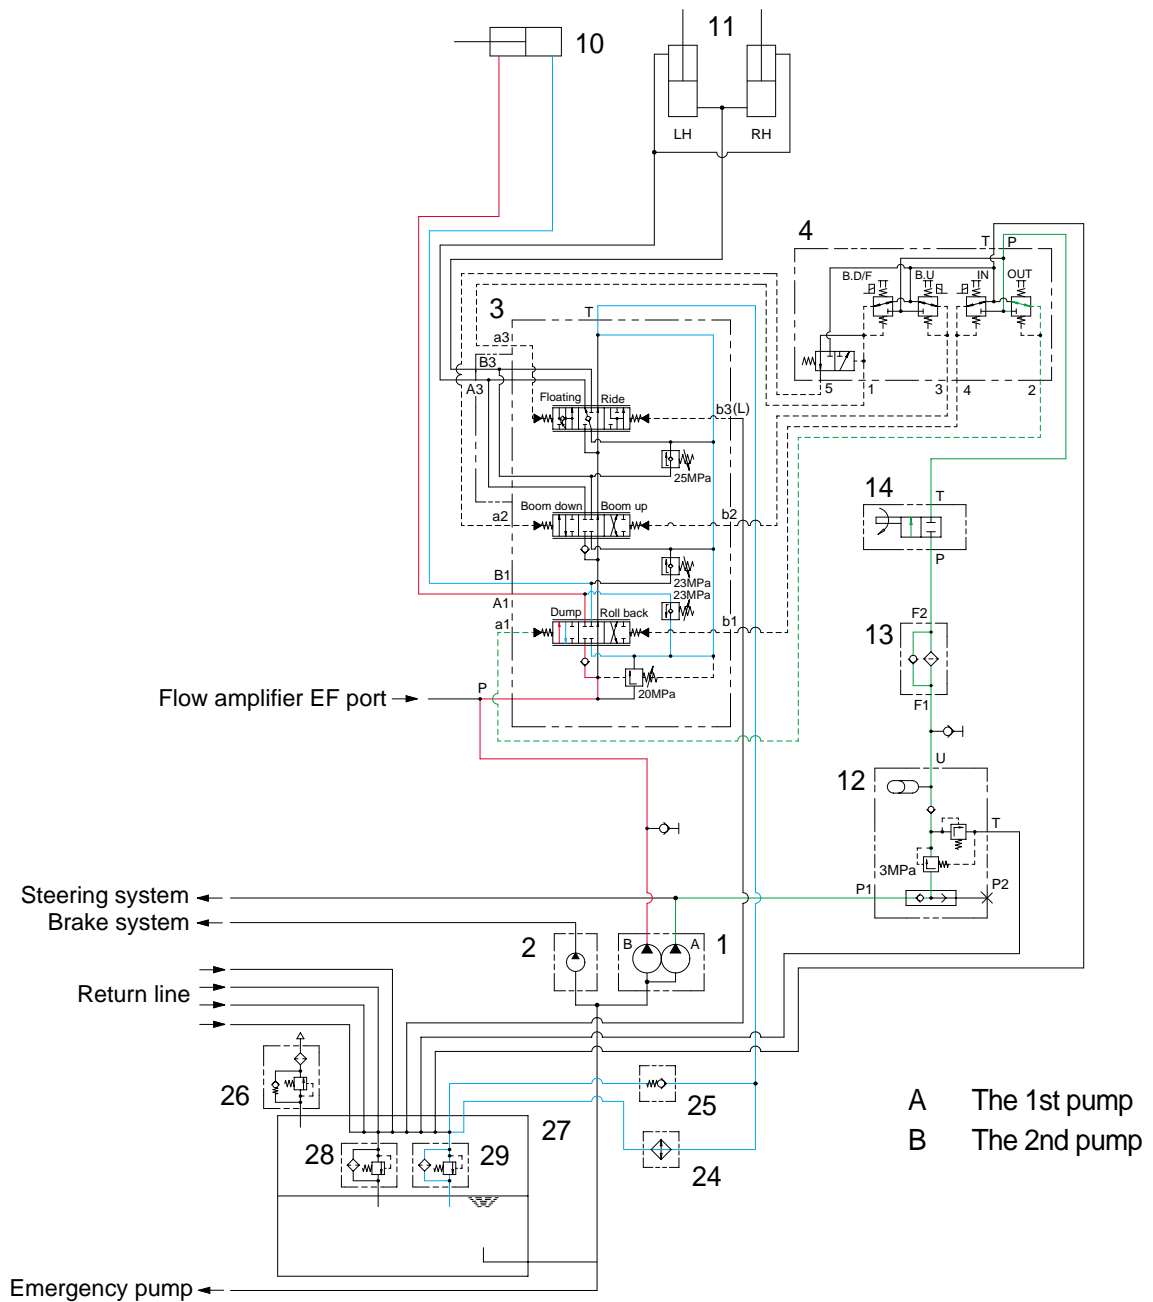 10
11
LH RH
4
T P
B.D/F B.U IN OUT
3 T
a3
B3
A3
5 1 3 4 2
Floating Ride
b3(L)
25MPa
14
T
Boom down Boom up
a2 b2
P
B1
23MPa
23MPa
A1
Dump Roll back
a1 b1
F2
13
F1
Flow amplifier EF port P
20MPa
U
12
T
3MPa
P1 P2
Steering system
Brake system
2 B A 1
Return line
26
25
A The 1st pump
27
B The 2nd pump
28 29
24
Emergency pump